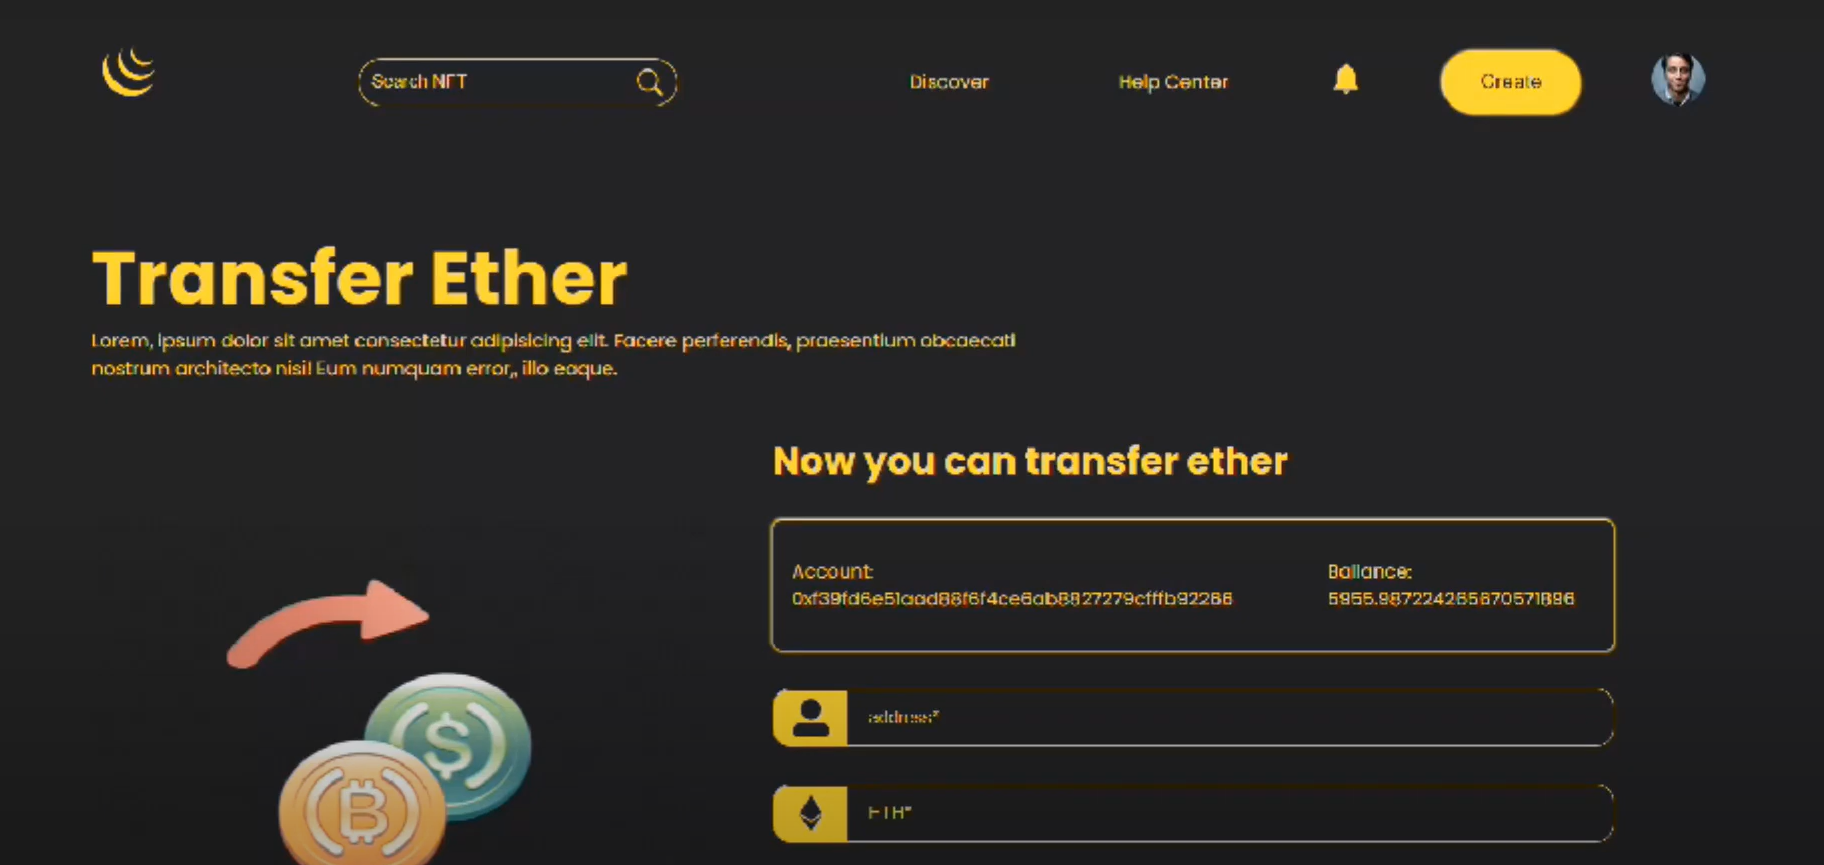 Search NFT
Discover
Help Center
Create
Transfer Ether
Lorem, ipsum dolor sit amet consectetur adipisicing elit. Facere perferendis, praesentium obcaecati
nostrum architecto nisi! Eum numquam error,, illo eaque.
Now you can transfer ether
Account:
Ballance:
0xf39fd6e51aad88f6f4ce6ab8827279cfffb92266
5955.987224265670571896
address*
ETH*